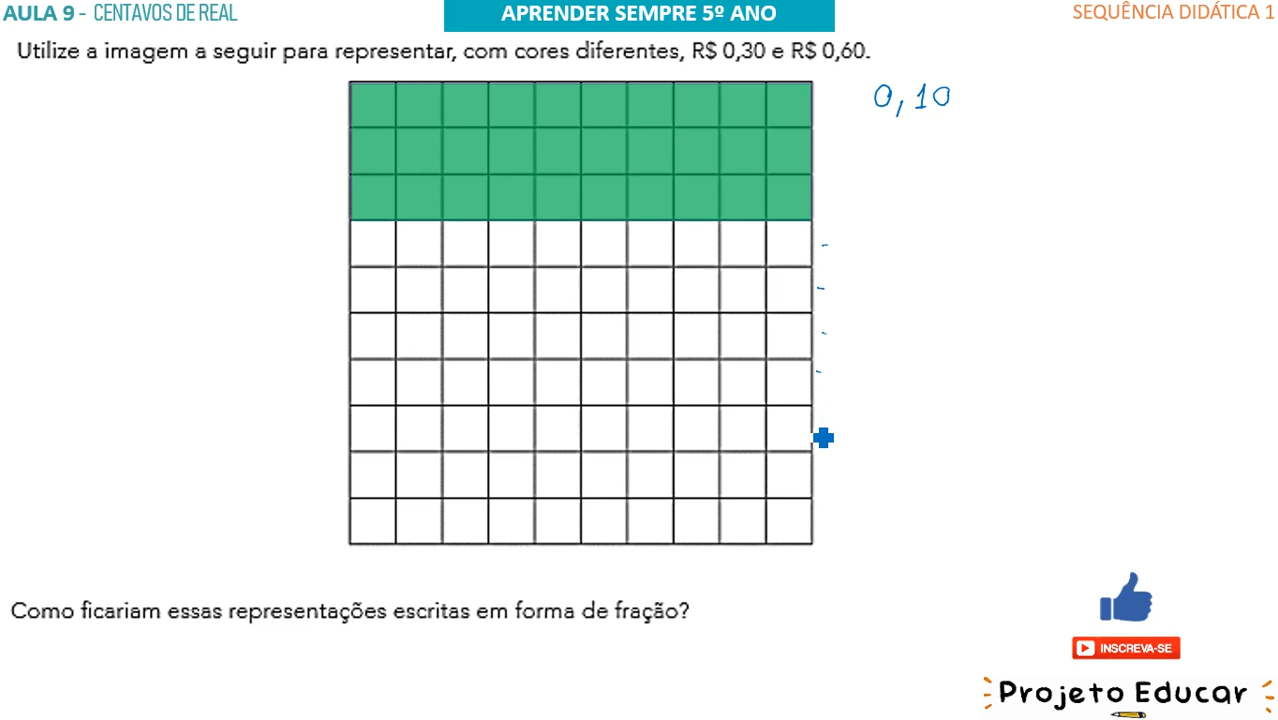 AULA 9 - CENTAVOS DE REAL
APRENDER SEMPRE 5º ANO
SEQUÊNCIA DIDÁTICA 1
Utilize a imagem a seguir para representar, com cores diferentes, R$ 0,30 e R$ 0,60.
0,10
Como ficariam essas representações escritas em forma de fração?
INSCREVA-SE
Projeto Educar